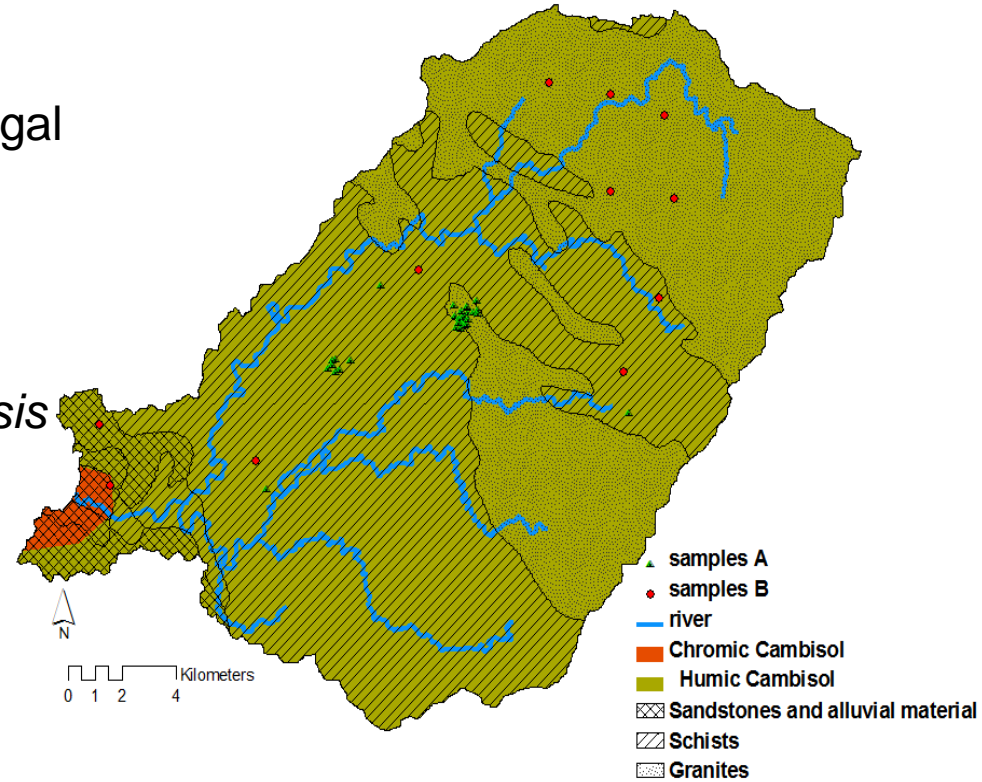 gal
sis
N
Kilometers
0 1 2 4
samples A
samples B
river
Chromic Cambisol
Humic Cambisol
Sandstones and alluvial material
Schists
Granites